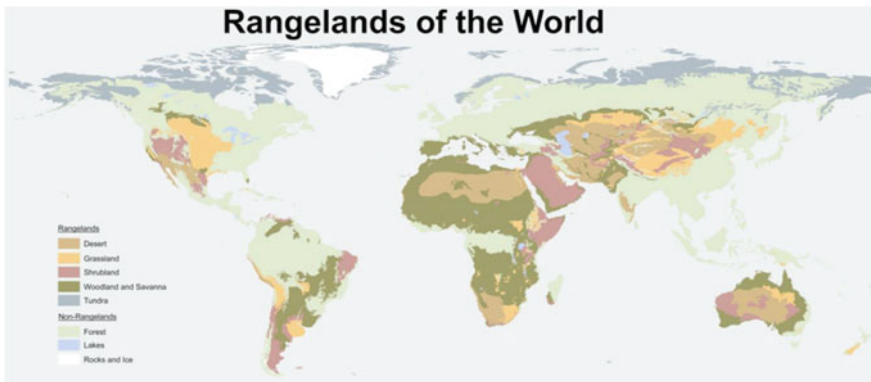 Rangelands of the World
Rangelands
Desert
Grassland
Shrubland
Woodland and Savanna
Tundra
Non-Rangelands
Forest
Lakes
Rocks and Ice